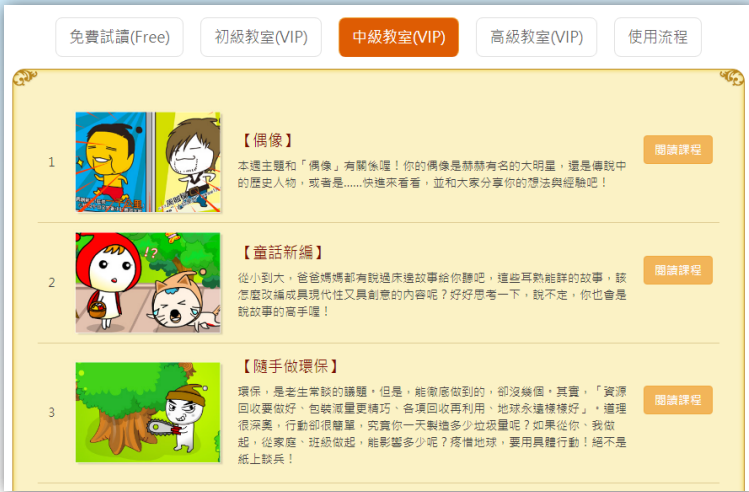 免費試讀(Free)
初級教室(VIP)
中級教室(VIP)
高級教室(VIP)
使用流程
1
【偶像】
本週主題和「偶像」有關係喔！你的偶像是赫赫有名的大明星，還是傳說中
的歷史人物，或者是......快進來看看，並和大家分享你的想法與經驗吧！
閱讀課程
2
!?
【童話新編】
從小到大，爸爸媽媽都有說過床邊故事給你聽吧，這些耳熟能詳的故事，該
怎麼改編成具現代性又具創意的內容呢？好好思考一下，說不定，你也會是
說故事的高手喔！
閱讀課程
3
【隨手做環保】
環保，是老生常談的議題。但是，能徹底做到的，卻沒幾個。其實，「資源
回收要做好、包裝減量更精巧、各項回收再利用、地球永遠樣樣好」。道理
很深奧，行動卻很簡單，究竟你一天製造多少垃圾量呢？如果從你、我做
起，從家庭、班級做起，能影響多少呢？疼惜地球，要用具體行動！絕不是
紙上談兵！
閱讀課程